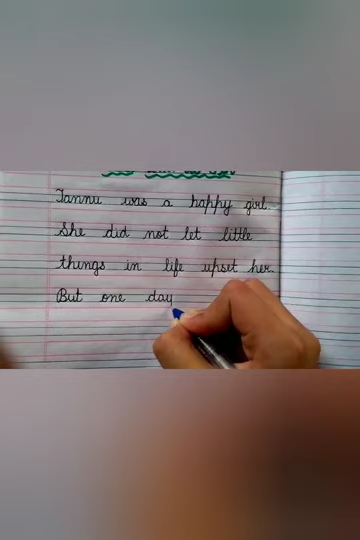 Tannu was a happy girl.
She did not let little
things in life upset her.
But one day